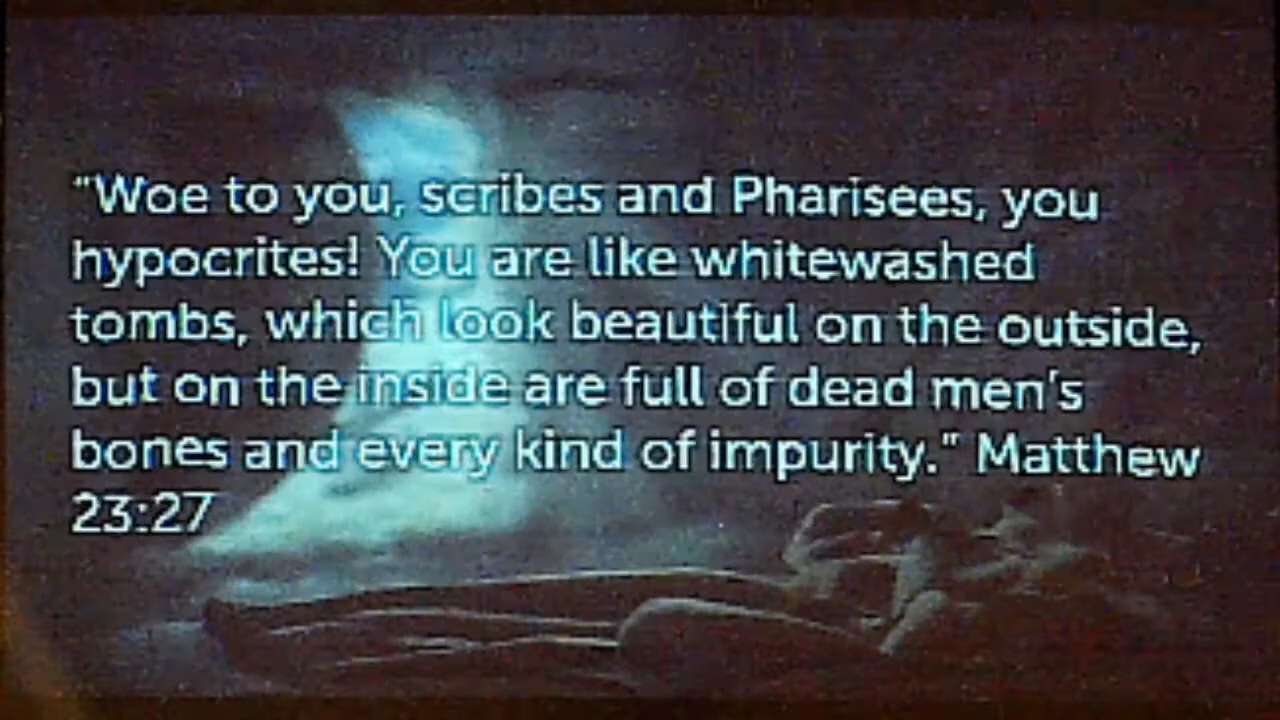 "Woe to you, scribes and Pharisees, you
hypocrites! You are like whitewashed
tombs, which look beautiful on the outside,
but on the inside are full of dead men's
bones and every kind of impurity." Matthew
23:27